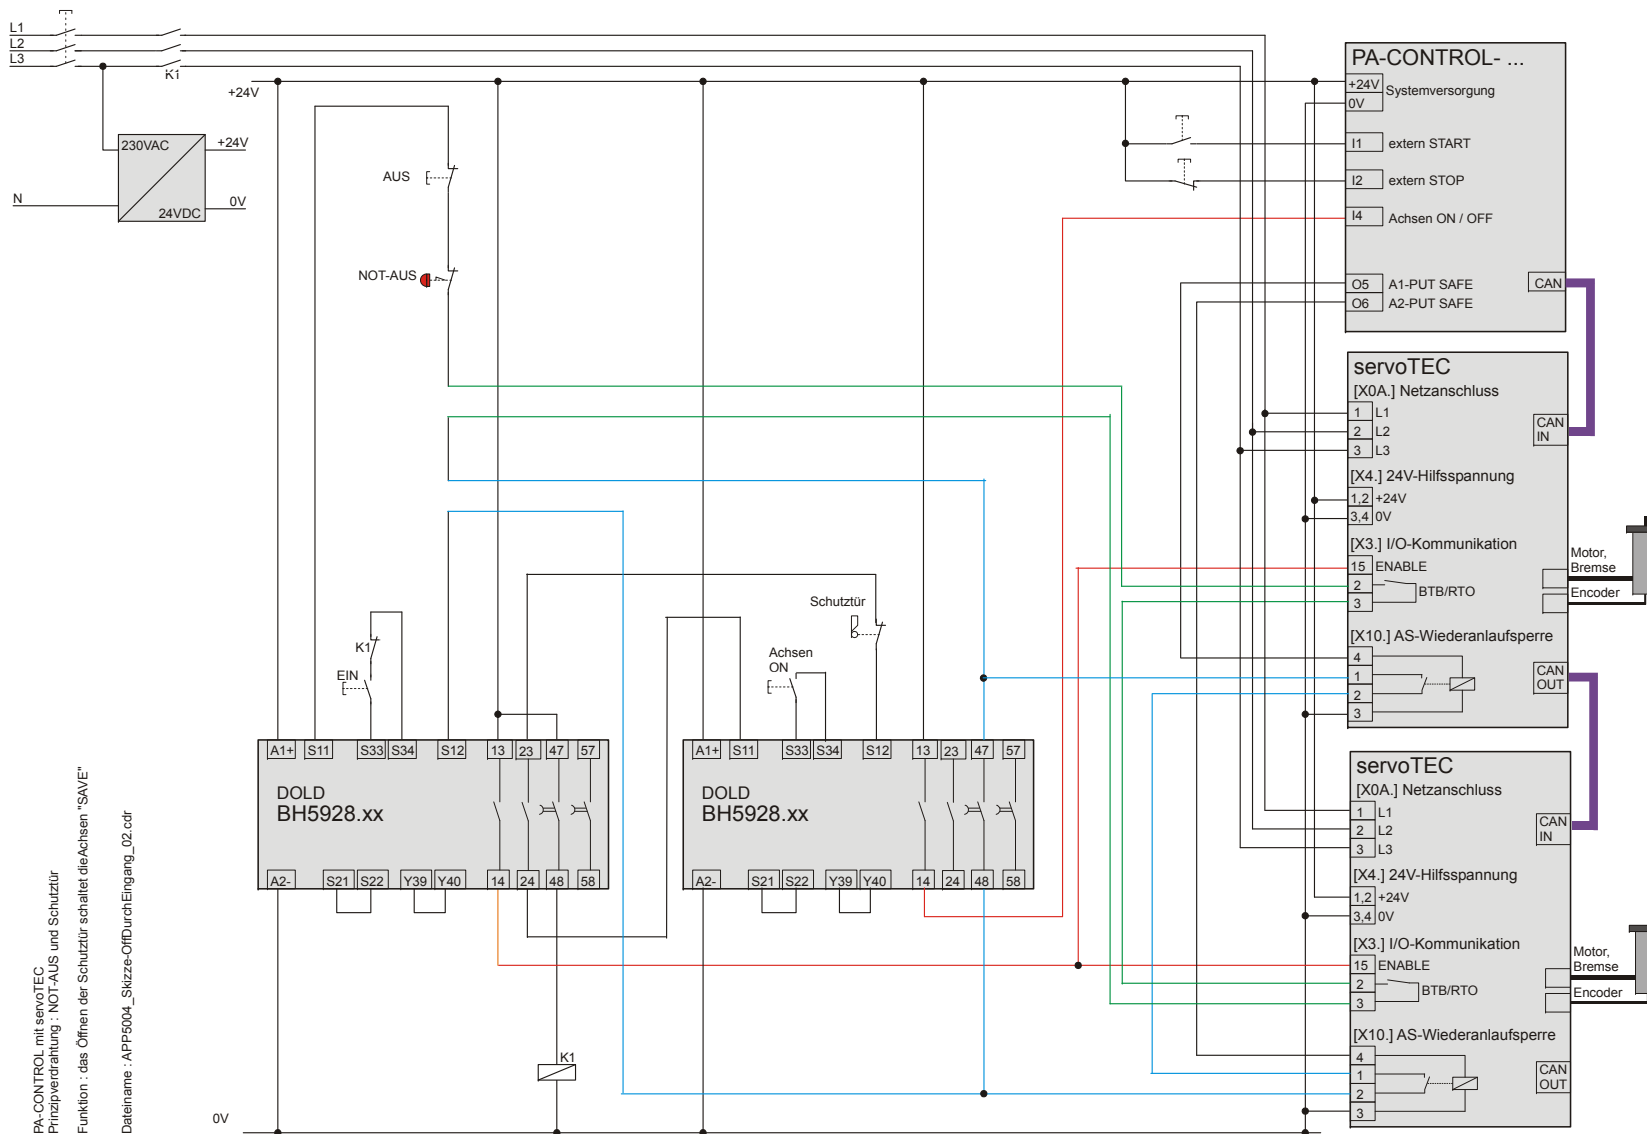 L1
L2
L3
K1
+24V
230VAC
24VDC
+24V
0V
N
AUS
NOT-AUS
PA-CONTROL- ...
+24V
0V
Systemversorgung
I1 extern START
I2 extern STOP
I4 Achsen ON / OFF
O5 A1-PUT SAFE
O6 A2-PUT SAFE
CAN
servoTEC
[X0A.] Netzanschluss
1 L1
2 L2
3 L3
CAN
IN
[X4.] 24V-Hilfsspannung
1,2 +24V
3,4 0V
[X3.] I/O-Kommunikation
15 ENABLE
2
3
BTB/RTO
Motor,
Bremse
Encoder
[X10.] AS-Wiederanlaufsperre
4
1
2
3
CAN
OUT
servoTEC
[X0A.] Netzanschluss
1 L1
2 L2
3 L3
CAN
IN
[X4.] 24V-Hilfsspannung
1,2 +24V
3,4 0V
[X3.] I/O-Kommunikation
15 ENABLE
2
3
BTB/RTO
Motor,
Bremse
Encoder
[X10.] AS-Wiederanlaufsperre
4
1
2
3
CAN
OUT
K1
EIN
Schutztür
Achsen
ON
A1+ S11 S33 S34 S12 13 23 47 57
DOLD
BH5928.xx
A2- S21 S22 Y39 Y40 14 24 48 58
A1+ S11 S33 S34 S12 13 23 47 57
DOLD
BH5928.xx
A2- S21 S22 Y39 Y40 14 24 48 58
K1
0V
PA-CONTROL mit servoTEC
Prinzipverdrahtung : NOT-AUS und Schutztür
Funktion : das Öffnen der Schutztür schaltet dieAchsen "SAVE"
Dateiname : APP5004_Skizze-OffDurchEingang_02.cdr